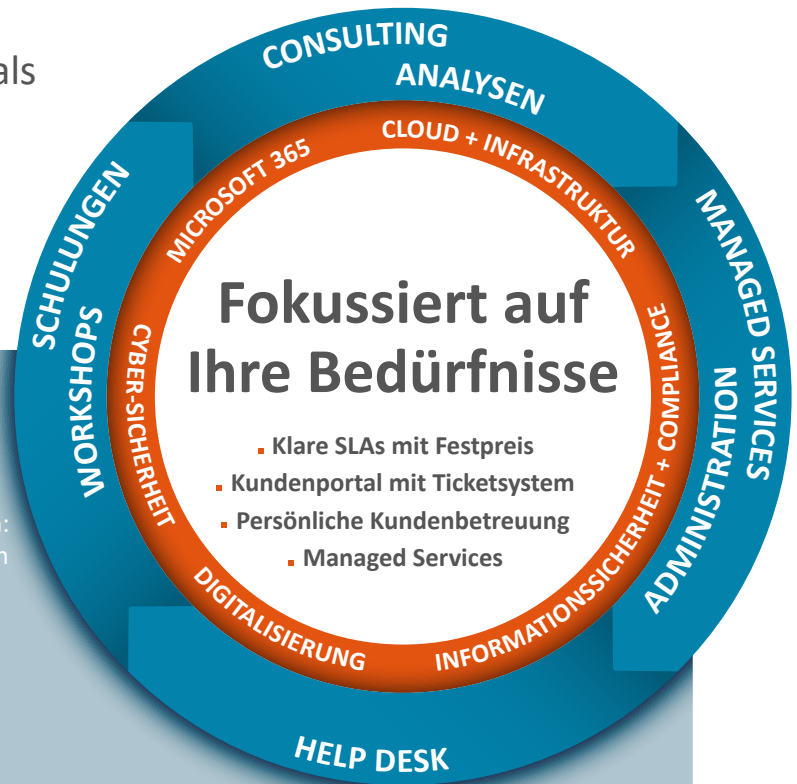 als
CONSULTING
ANALYSEN
SCHULUNGEN
WORKSHOPS
MANAGED SERVICES
ADMINISTRATION
HELP DESK
MICROSOFT 365
CLOUD + INFRASTRUKTUR
CYBER-SICHERHEIT
INFORMATIONSSICHERHEIT + COMPLIANCE
DIGITALISIERUNG
Fokussiert auf
Ihre Bedürfnisse
Klare SLAs mit Festpreis
Kundenportal mit Ticketsystem
Persönliche Kundenbetreuung
Managed Services